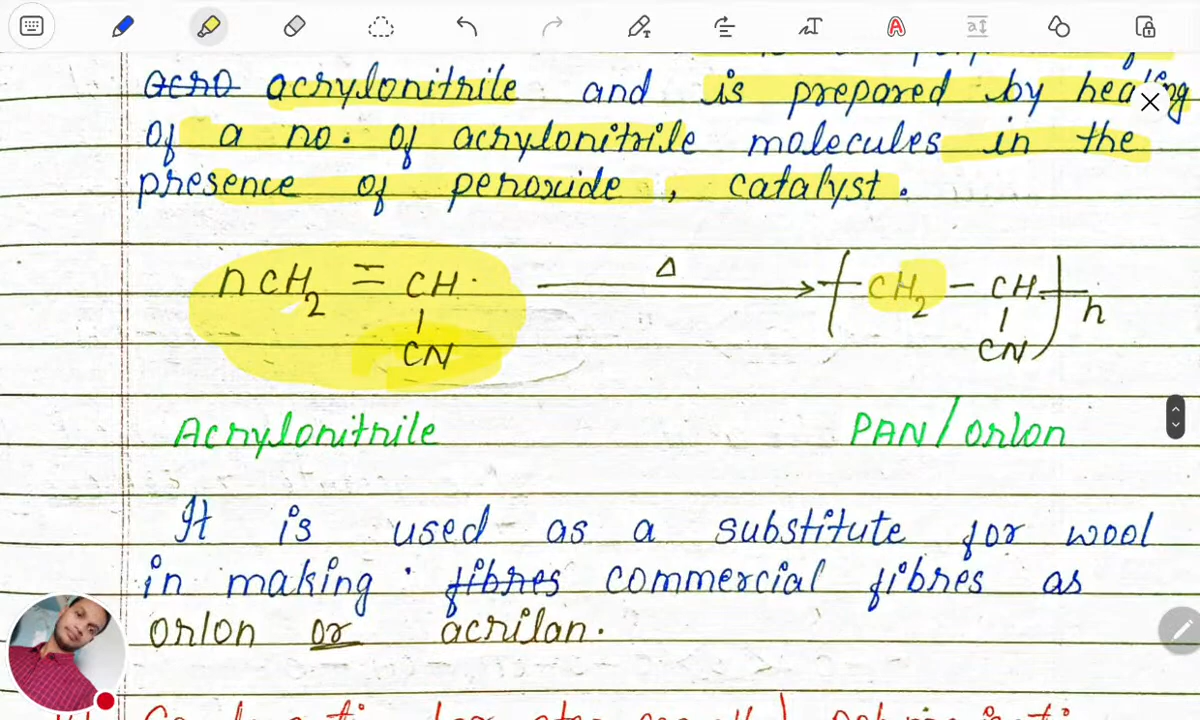 acro acrylonitrile and is prepared by heating
of a no. of acrylonitrile molecules in the
presence of peroxide, catalyst.
nCH2 = CH. Δ ( CH2 - CH. ) n
CN CN
Acrylonitrile PAN/orlon
It is used as a substitute for wool
in making fibres commercial fibres as
orlon or acrilan.